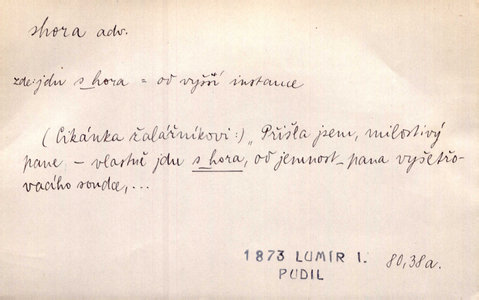 shora adv.
zde: jdu s hora = od vyšší instance
(Cikánka žalářníkovi:) „Přišla jsem, milostivý
pane, – vlastně jdu s hora, od jemnost. pana vyšetřo-
vacího soudce, ...
1873 LUMÍR I. 80,38a.
PUDIL